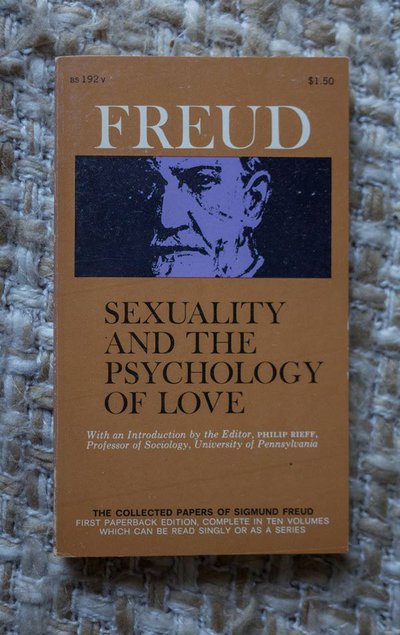 BS 192 V
$1.50
FREUD
SEXUALITY
AND THE
PSYCHOLOGY
OF LOVE
With an Introduction by the Editor, PHILIP RIEFF,
Professor of Sociology, University of Pennsylvania
THE COLLECTED PAPERS OF SIGMUND FREUD
FIRST PAPERBACK EDITION, COMPLETE IN TEN VOLUMES
WHICH CAN BE READ SINGLY OR AS A SERIES